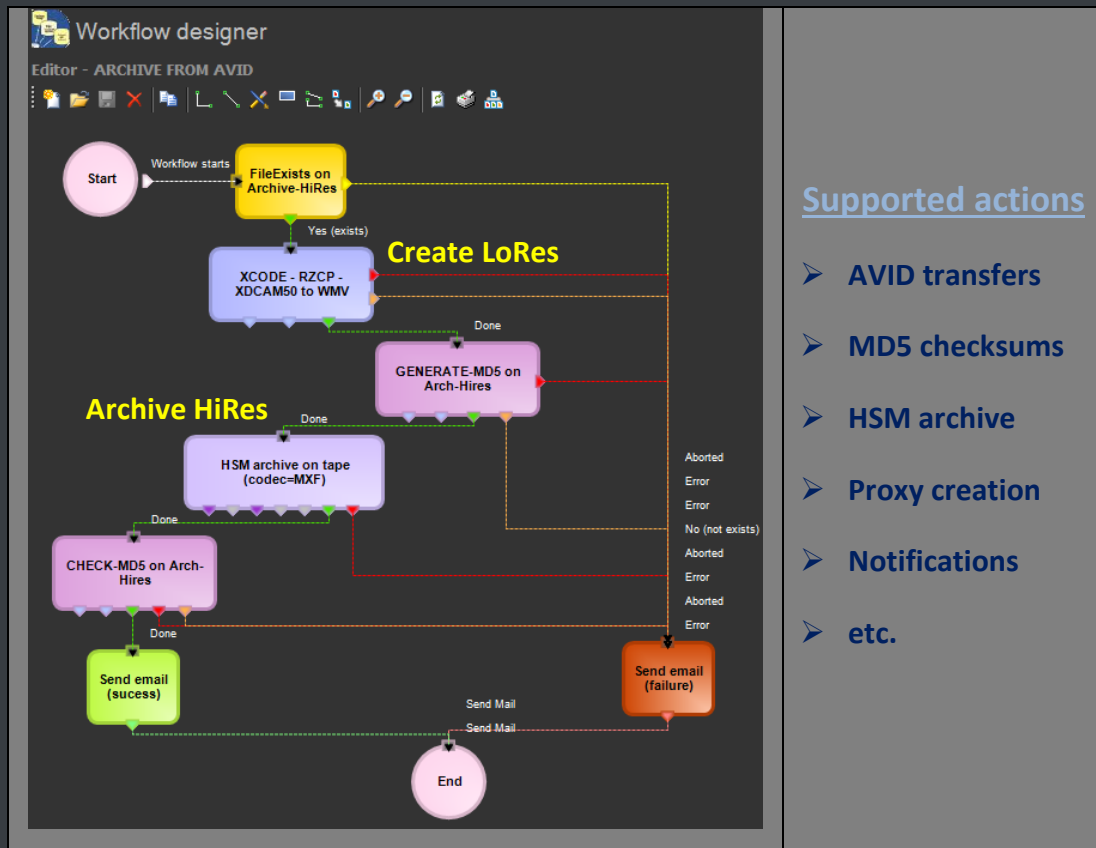 Workflow designer
Editor - ARCHIVE FROM AVID
Start
Workflow starts
FileExists on
Archive-HiRes
Yes (exists)
Create LoRes
XCODE - RZCP -
XDCAM50 to WMV
Done
GENERATE-MD5 on
Arch-Hires
Archive HiRes
Done
HSM archive on tape
(codec=MXF)
Aborted
Error
Error
No (not exists)
Aborted
Error
Aborted
Error
Done
CHECK-MD5 on Arch-
Hires
Done
Send email
(sucess)
Send email
(failure)
Send Mail
Send Mail
End
Supported actions
AVID transfers
MD5 checksums
HSM archive
Proxy creation
Notifications
etc.